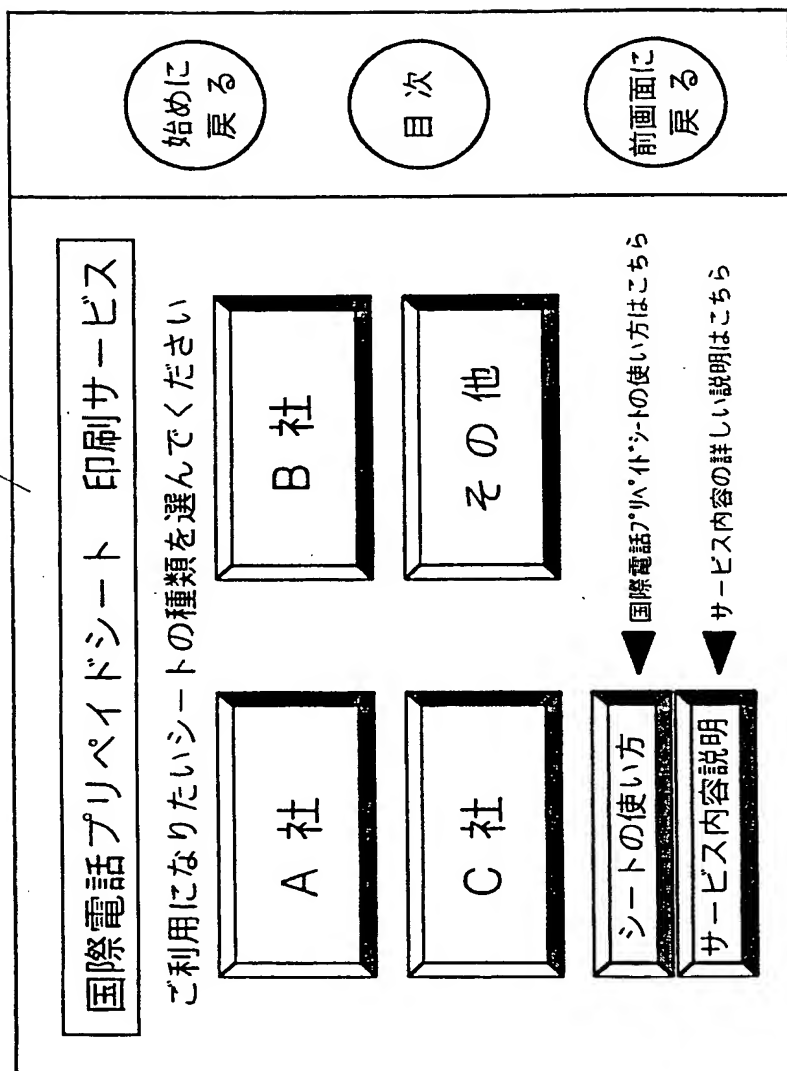 国際電話プリペイドシート 印刷サービス
ご利用になりたいシートの種類を選んでください
A 社
B 社
C 社
その他
シートの使い方
国際電話プリペイドシートの使い方はこちら
サービス内容説明
サービス内容の詳しい説明はこちら
始めに
戻る
目次
前画面に
戻る